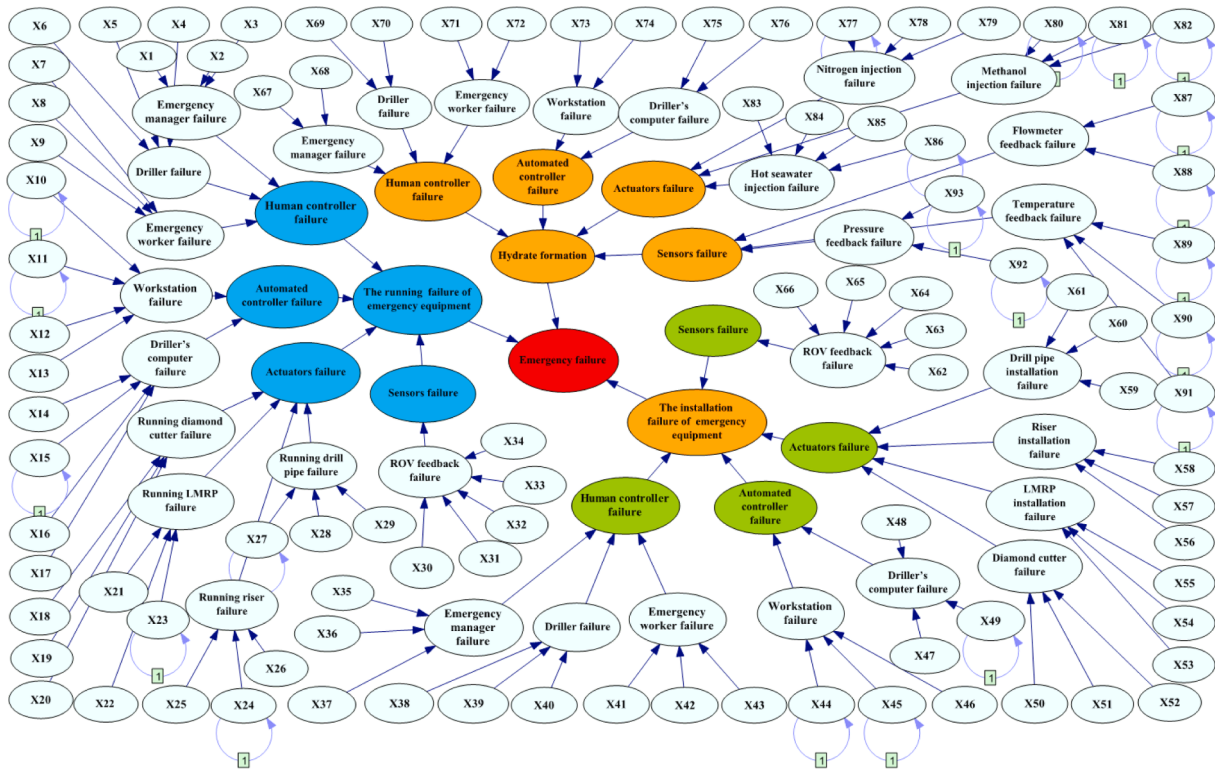 X6
X5
X4
X3
X69
X70
X71
X72
X73
X74
X75
X76
X77
X78
X79
X80
X81
X82
X7
X1
X2
X68
X67
X8
X9
X10
1
Emergency
manager failure
Driller failure
Emergency
worker failure
Emergency
manager failure
Driller
failure
Emergency
worker failure
Workstation
failure
Driller's
computer failure
Nitrogen injection
failure
Methanol
injection failure
1
1
1
X83
X84
X85
X86
X87
Flowmeter
feedback failure
1
X88
Human controller
failure
Human controller
failure
Automated
controller
failure
Actuators failure
Hot seawater
injection failure
X93
1
Temperature
feedback failure
Pressure
feedback failure
1
X89
X92
1
1
X90
X11
1
X12
X13
X14
X15
1
X16
X17
X18
X19
X20
Workstation
failure
Automated
controller failure
The running failure of
emergency equipment
Hydrate formation
Sensors failure
Driller's
computer
failure
Actuators failure
Sensors failure
Emergency failure
Sensors failure
X66
X65
X64
X63
X62
ROV feedback
failure
X61
X60
Drill pipe
installation
failure
X59
1
X91
1
Running diamond
cutter failure
Running LMRP
failure
Running drill
pipe failure
ROV feedback
failure
X34
X33
X32
X31
X30
X29
X28
X27
1
X21
X23
1
X22
X25
X24
1
X26
Running riser
failure
The installation
failure of emergency
equipment
Actuators failure
Riser
installation
failure
X58
X57
X56
X55
X54
X53
X52
X51
X50
LMRP
installation
failure
Diamond cutter
failure
Human controller
failure
Automated
controller
failure
X48
Driller's
computer failure
X49
1
X47
X35
X36
X37
Emergency
manager
failure
Driller failure
Emergency
worker failure
Workstation
failure
X38
X39
X40
X41
X42
X43
X44
1
X45
1
X46